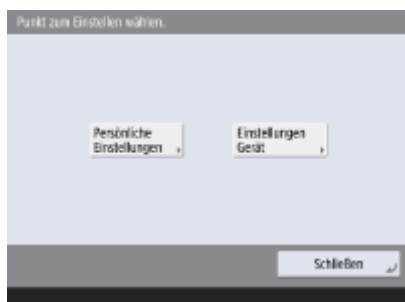 Punkt zum Einstellen wählen.
Persönliche
Einstellungen
Einstellungen
Gerät
Schließen